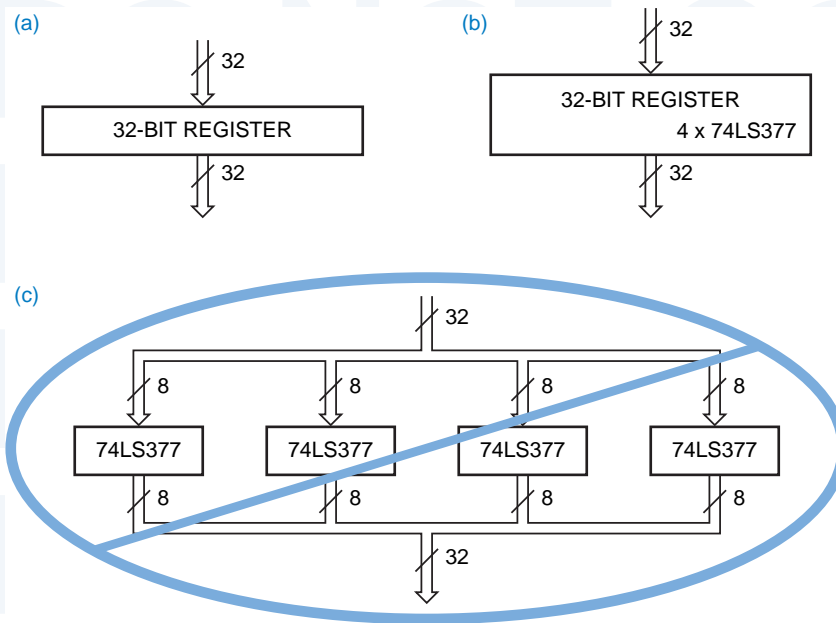 (a)
32
32-BIT REGISTER
32
(b)
32
32-BIT REGISTER
4 x 74LS377
32
(c)
32
8 8 8 8
74LS377 74LS377 74LS377 74LS377
8 8 8 8
32